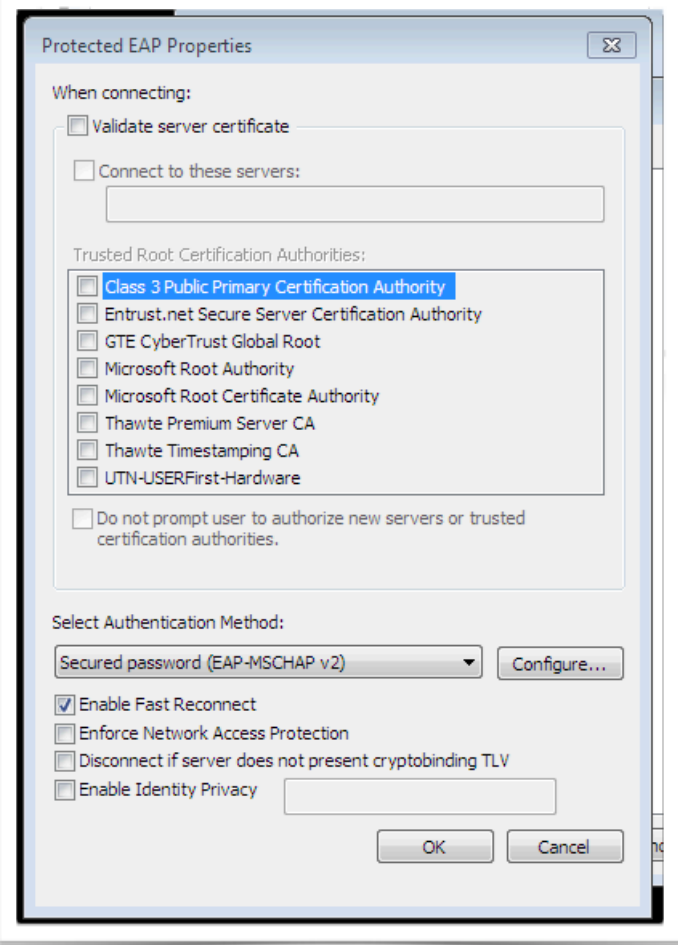 Protected EAP Properties
When connecting:
Validate server certificate
Connect to these servers:
Trusted Root Certification Authorities:
Class 3 Public Primary Certification Authority
Entrust.net Secure Server Certification Authority
GTE CyberTrust Global Root
Microsoft Root Authority
Microsoft Root Certificate Authority
Thawte Premium Server CA
Thawte Timestamping CA
UTN-USERFirst-Hardware
Do not prompt user to authorize new servers or trusted
certification authorities.
Select Authentication Method:
Secured password (EAP-MSCHAP v2) Configure...
Enable Fast Reconnect
Enforce Network Access Protection
Disconnect if server does not present cryptobinding TLV
Enable Identity Privacy
OK Cancel